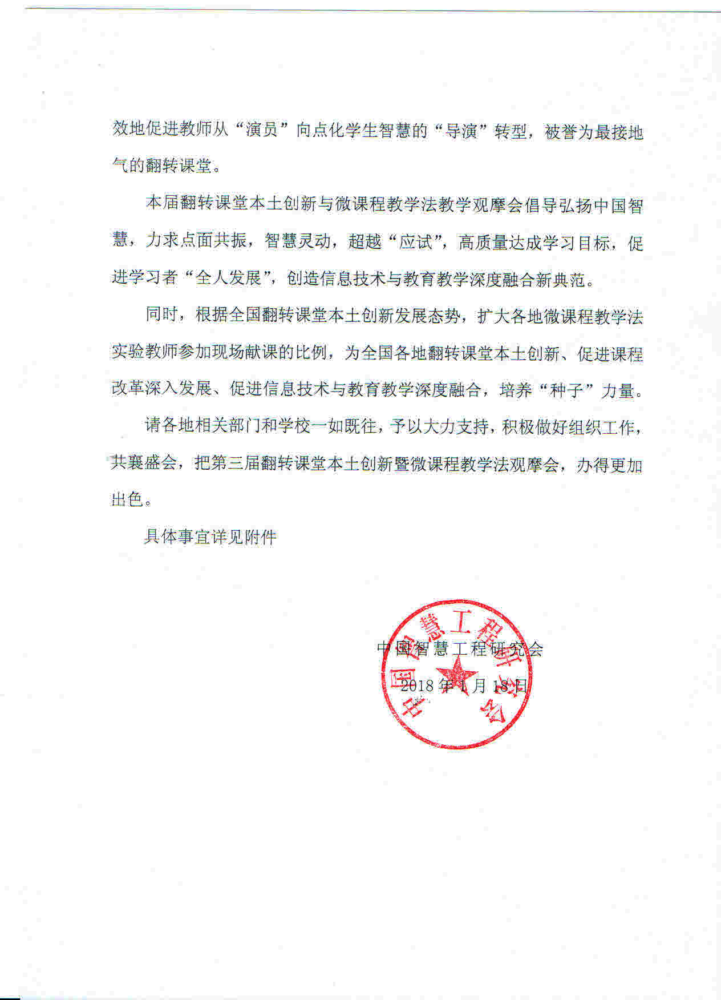 效地促进教师从“演员”向点化学生智慧的“导演”转型，被誉为最接地
气的翻转课堂。
本届翻转课堂本土创新与微课程教学法教学观摩会倡导弘扬中国智
慧，力求点面共振，智慧灵动，超越“应试”，高质量达成学习目标，促
进学习者“全人发展”，创造信息技术与教育教学深度融合新典范。
同时，根据全国翻转课堂本土创新发展态势，扩大各地微课程教学法
实验教师参加现场献课的比例，为全国各地翻转课堂本土创新、促进课程
改革深入发展、促进信息技术与教育教学深度融合，培养“种子”力量。
请各地相关部门和学校一如既往，予以大力支持，积极做好组织工作，
共襄盛会，把第三届翻转课堂本土创新暨微课程教学法观摩会，办得更加
出色。
具体事宜详见附件
中国智慧工程研究会
2018年1月18日
中国智慧工程研究会